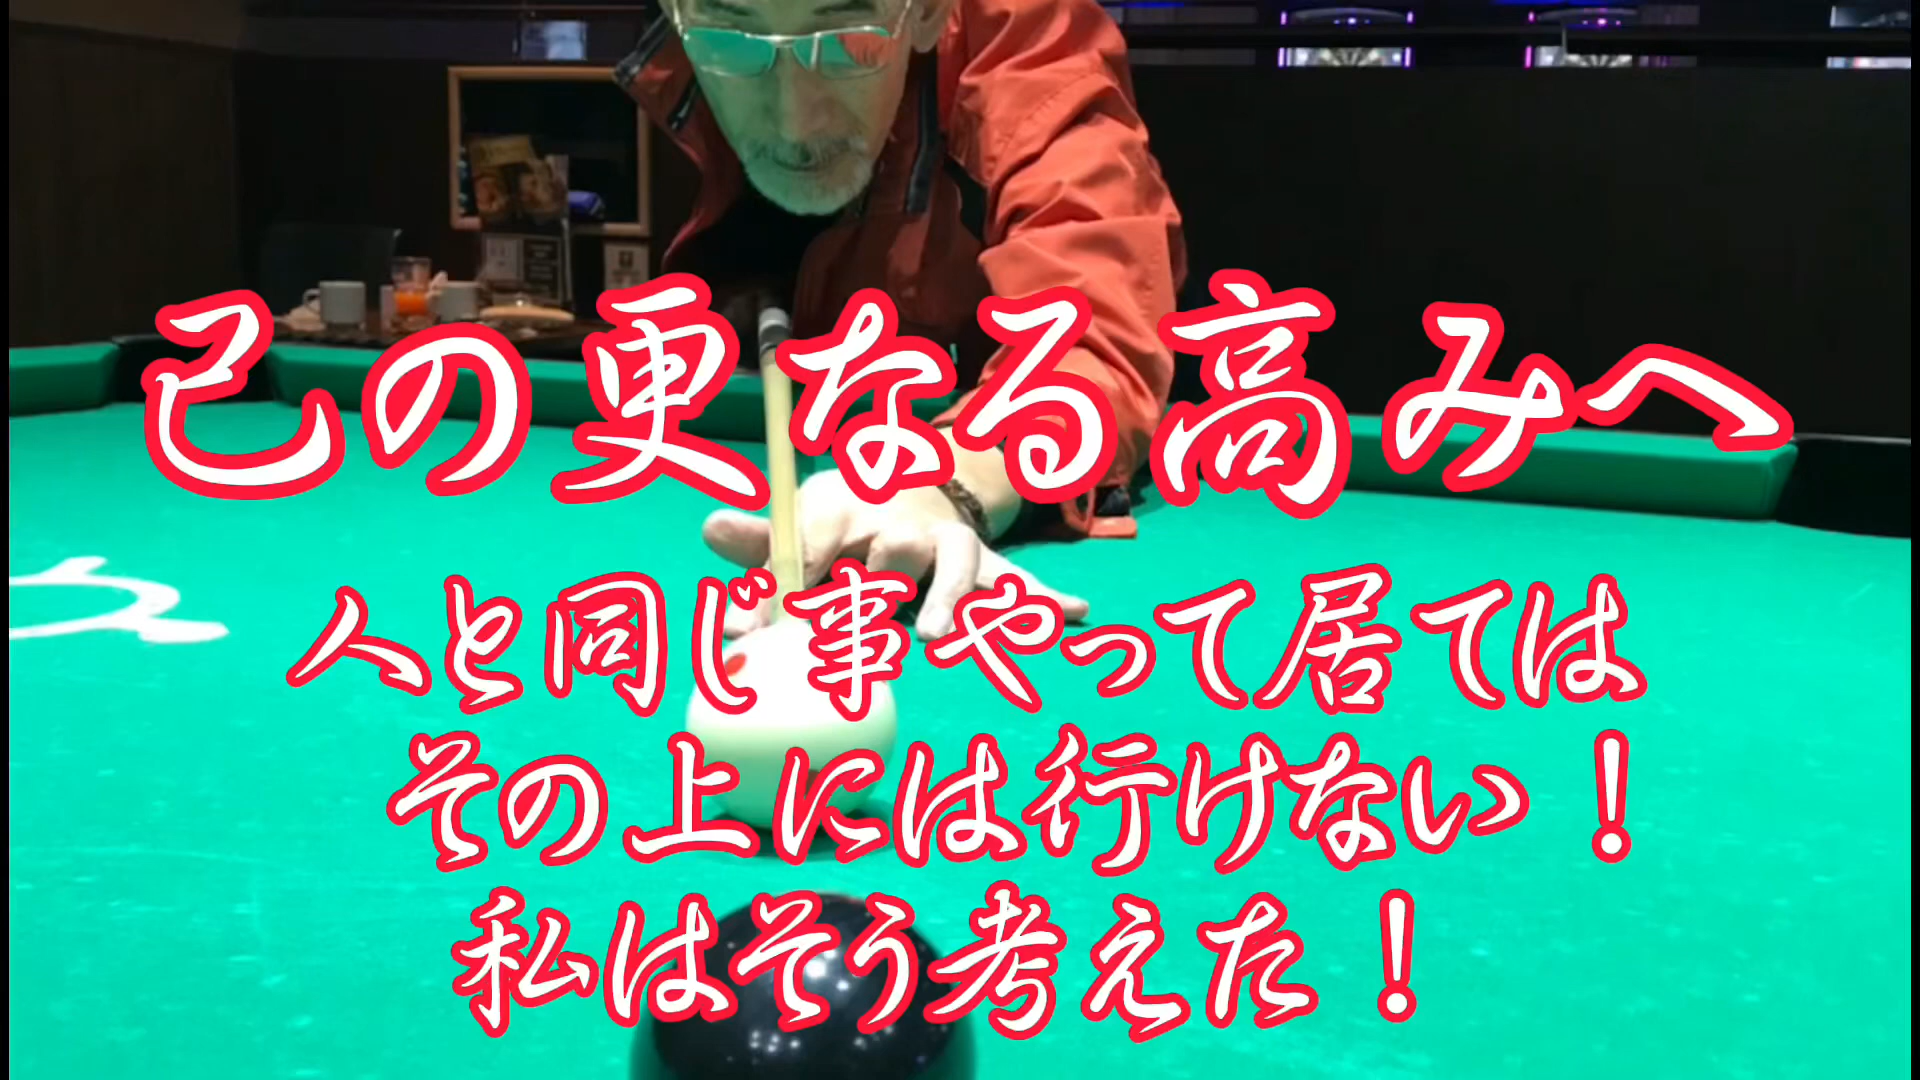 己の更なる高みへ
人と同じ事やって居ては
その上には行けない！
私はそう考えた！